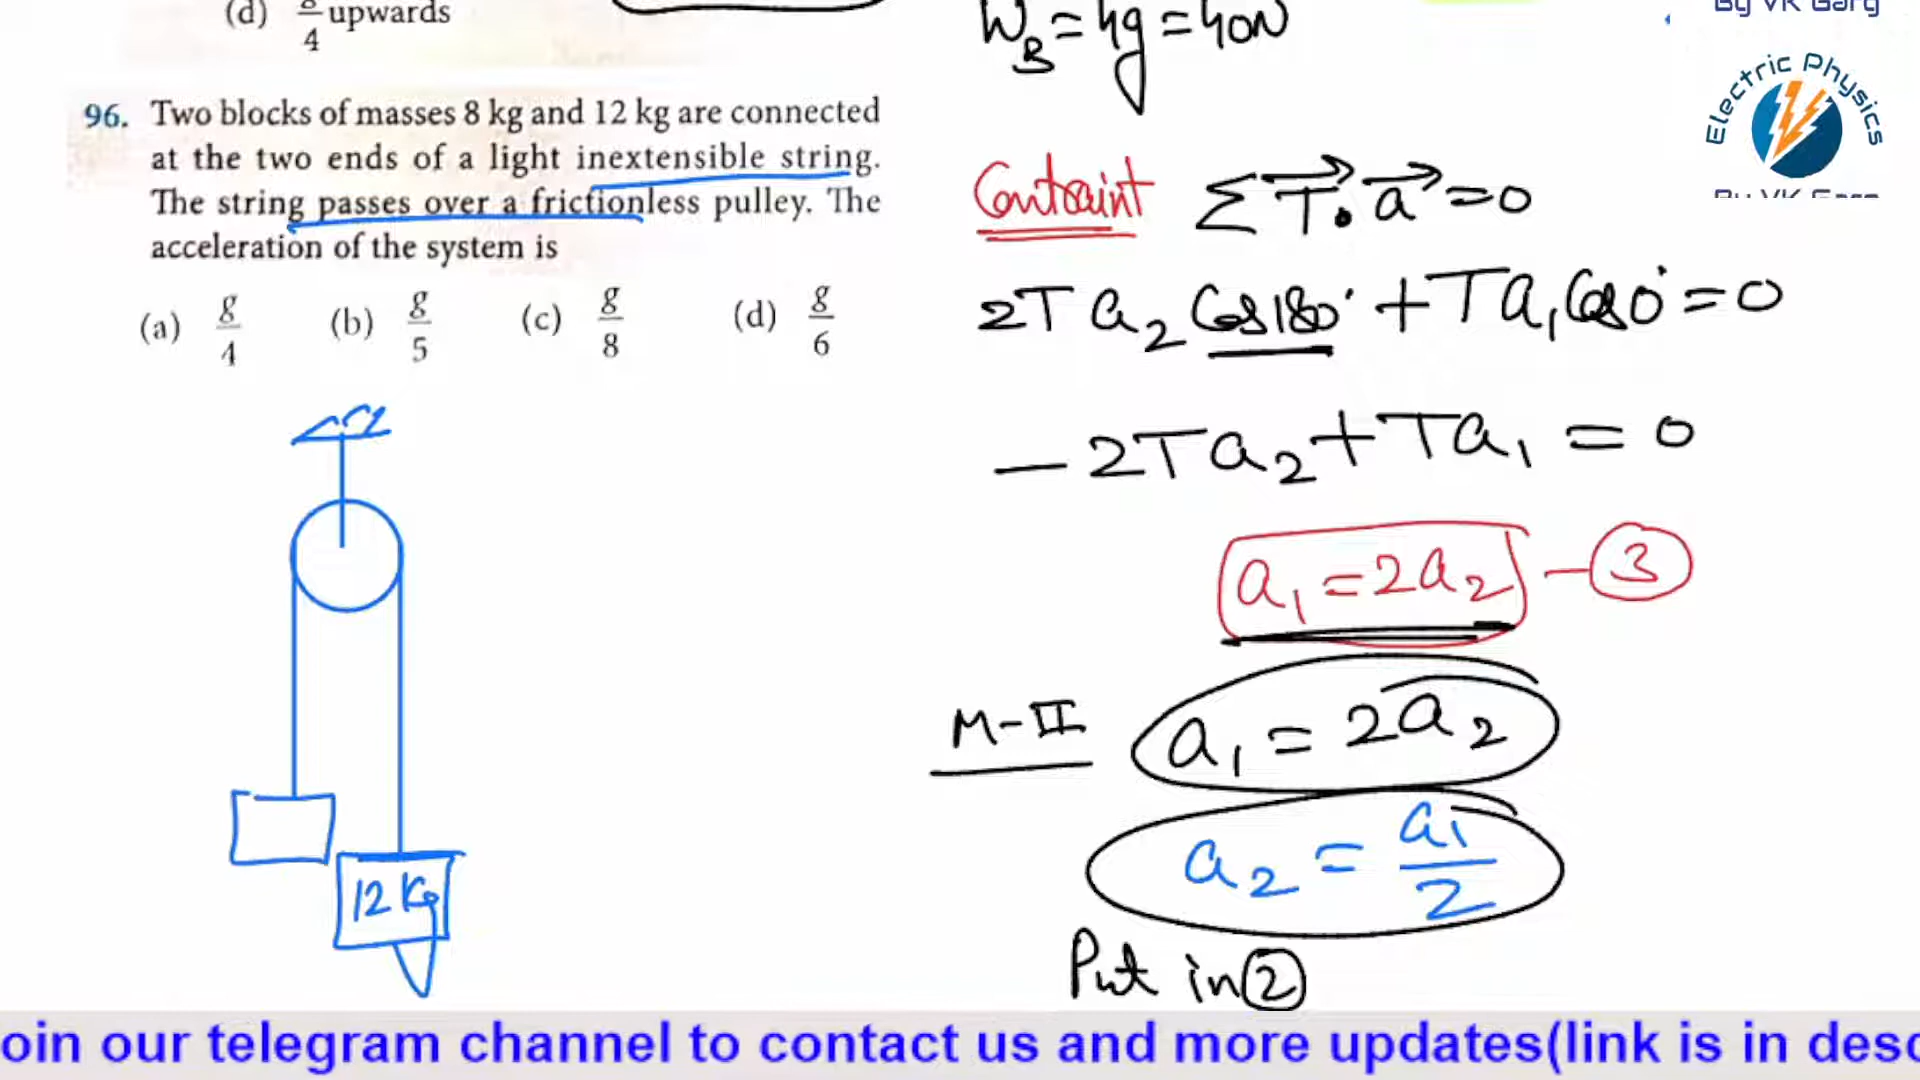 (d) g/4 upwards
W_B = 4g = 40N
By VK Garg
Electric Physics
96. Two blocks of masses 8 kg and 12 kg are connected
at the two ends of a light inextensible string.
The string passes over a frictionless pulley. The
acceleration of the system is
(a) g/4 (b) g/5 (c) g/8 (d) g/6
Contraint Σ T⃗ . a⃗ = 0
2T a₂ Cos180° + T a₁ Cos0° = 0
- 2T a₂ + T a₁ = 0
a₁ = 2a₂ - 3
M-II a₁ = 2a₂
a₂ = a₁/2
Put in 2
12 Kg
oin our telegram channel to contact us and more updates(link is in desc